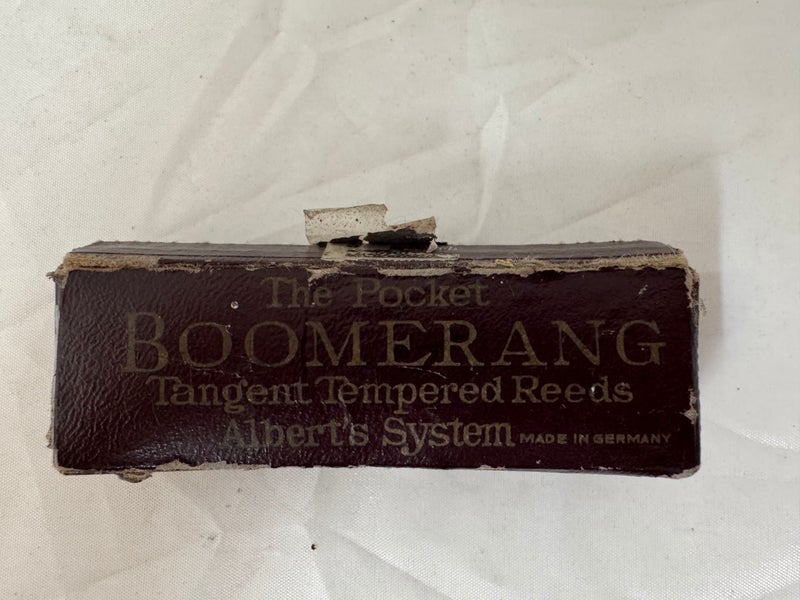 The Pocket
BOOMERANG
Tangent Tempered Reeds
Albert's System MADE IN GERMANY